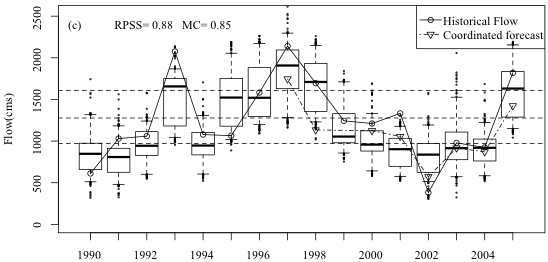 (c)
RPSS= 0.88 MC= 0.85
Historical Flow
Coordinated forecast
Flow(cms)
2500
2000
1500
1000
500
0
1990 1992 1994 1996 1998 2000 2002 2004